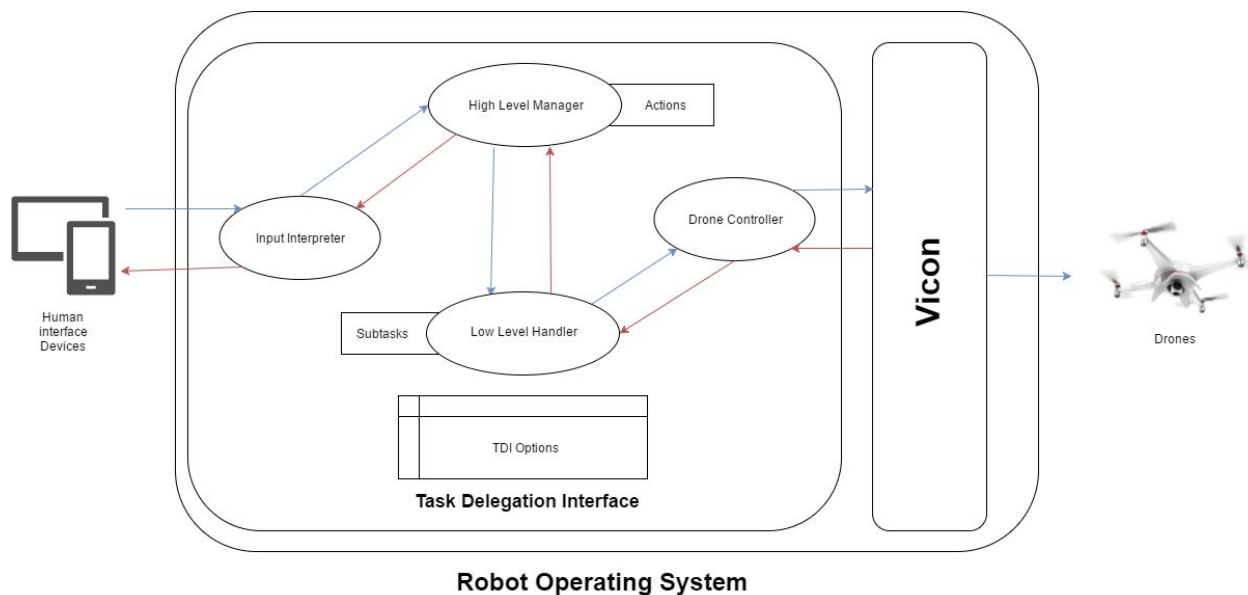 High Level Manager
Actions
Input Interpreter
Drone Controller
Human
interface
Devices
Subtasks
Low Level Handler
Vicon
Drones
TDI Options
Task Delegation Interface
Robot Operating System